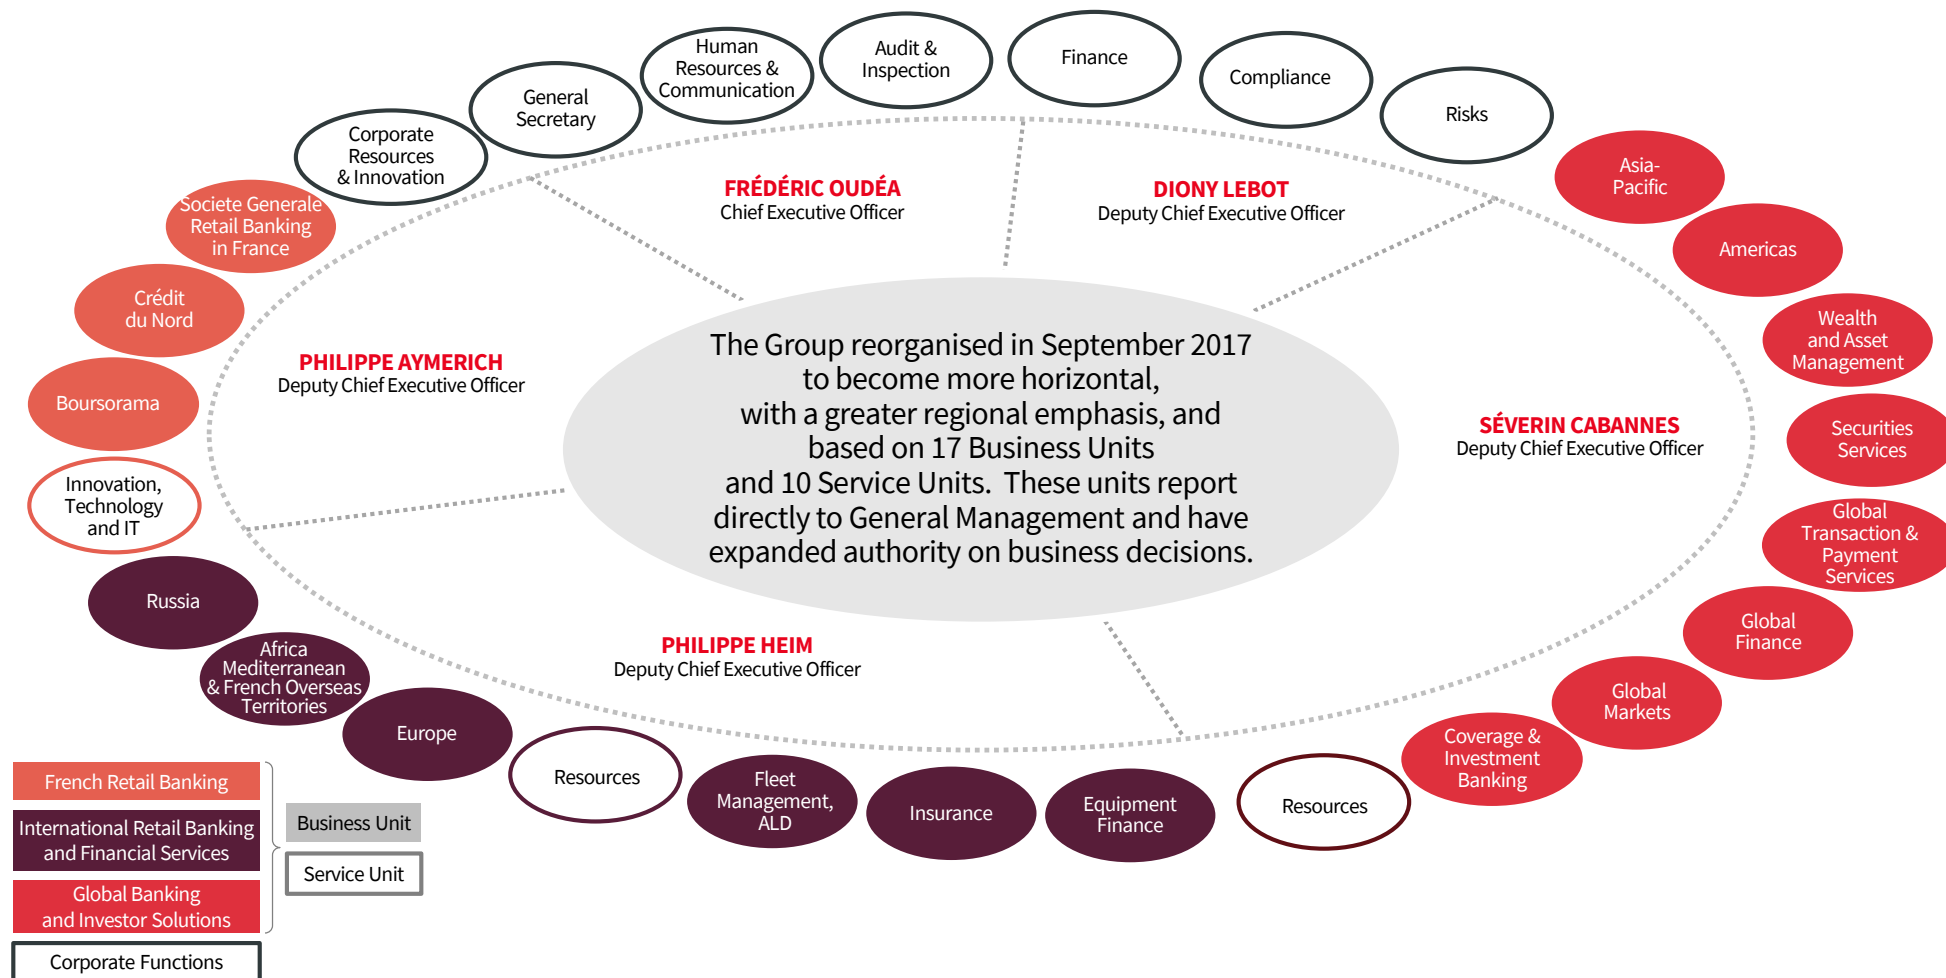 Human
Resources &
Communication
Audit &
Inspection
Finance
Compliance
Risks
General
Secretary
Corporate
Resources
& Innovation
Societe Generale
Retail Banking
in France
Crédit
du Nord
Boursorama
Innovation,
Technology
and IT
Russia
Africa
Mediterranean
& French Overseas
Territories
Europe
Resources
Fleet
Management,
ALD
Insurance
Equipment
Finance
Resources
Coverage &
Investment
Banking
Global
Markets
Global
Finance
Global
Transaction &
Payment
Services
Securities
Services
Wealth
and Asset
Management
Americas
Asia-
Pacific
FRÉDÉRIC OUDÉA
Chief Executive Officer
DIONY LEBOT
Deputy Chief Executive Officer
PHILIPPE AYMERICH
Deputy Chief Executive Officer
SÉVERIN CABANNES
Deputy Chief Executive Officer
PHILIPPE HEIM
Deputy Chief Executive Officer
The Group reorganised in September 2017
to become more horizontal,
with a greater regional emphasis, and
based on 17 Business Units
and 10 Service Units. These units report
directly to General Management and have
expanded authority on business decisions.
French Retail Banking
International Retail Banking
and Financial Services
Global Banking
and Investor Solutions
Corporate Functions
Business Unit
Service Unit